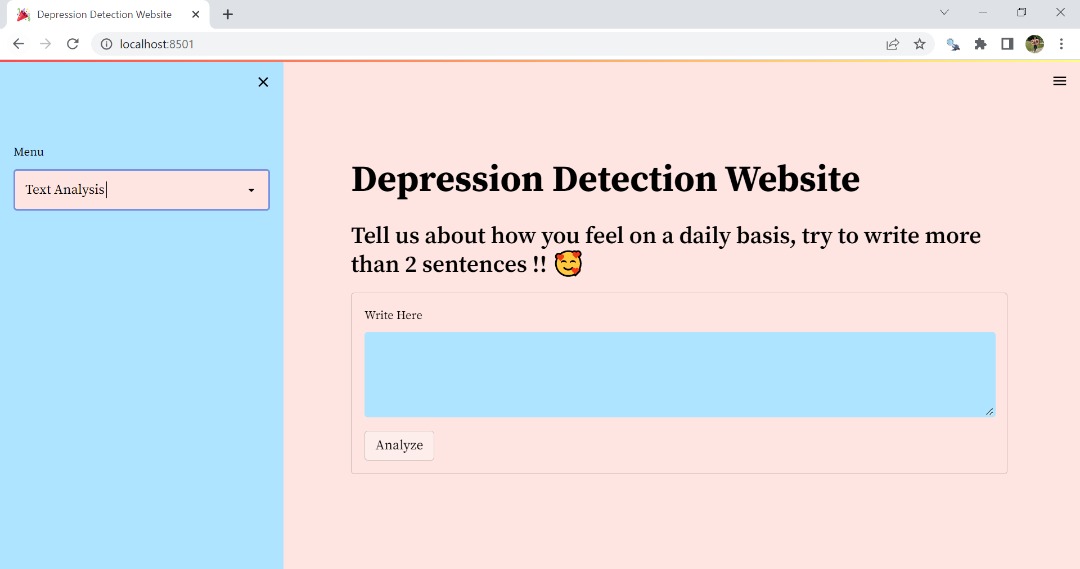 Depression Detection Website
localhost:8501
Menu
Text Analysis
Depression Detection Website
Tell us about how you feel on a daily basis, try to write more
than 2 sentences !! 🥰
Write Here
Analyze